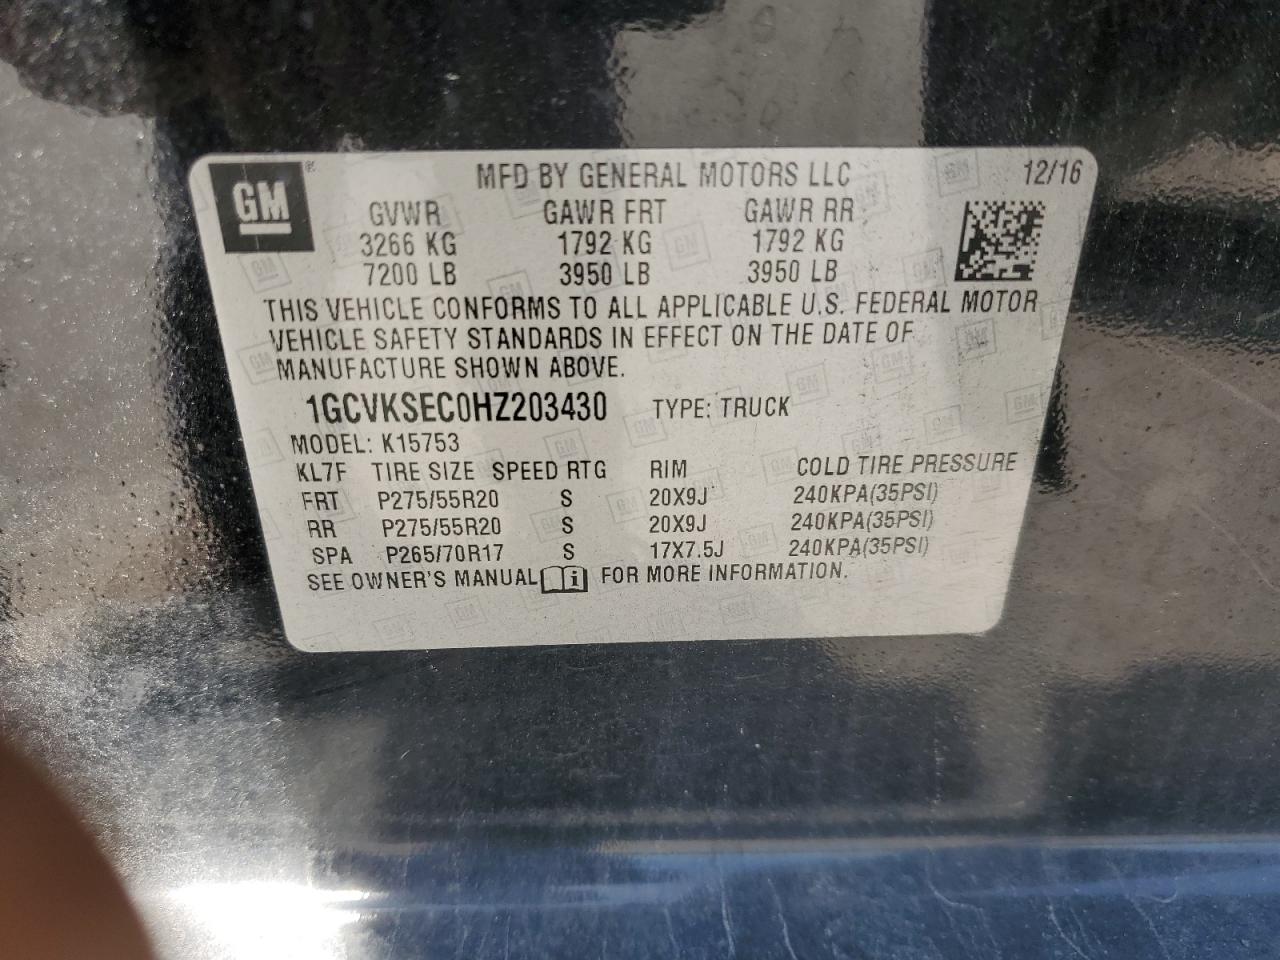 GM ® MFD BY GENERAL MOTORS LLC 12/16
GVWR GAWR FRT GAWR RR
3266 KG 1792 KG 1792 KG
7200 LB 3950 LB 3950 LB
THIS VEHICLE CONFORMS TO ALL APPLICABLE U.S. FEDERAL MOTOR
VEHICLE SAFETY STANDARDS IN EFFECT ON THE DATE OF
MANUFACTURE SHOWN ABOVE.
1GCVKSEC0HZ203430 TYPE: TRUCK
MODEL: K15753
KL7F TIRE SIZE SPEED RTG RIM COLD TIRE PRESSURE
FRT P275/55R20 S 20X9J 240KPA(35PSI)
RR P275/55R20 S 20X9J 240KPA(35PSI)
SPA P265/70R17 S 17X7.5J 240KPA(35PSI)
SEE OWNER'S MANUAL i FOR MORE INFORMATION.